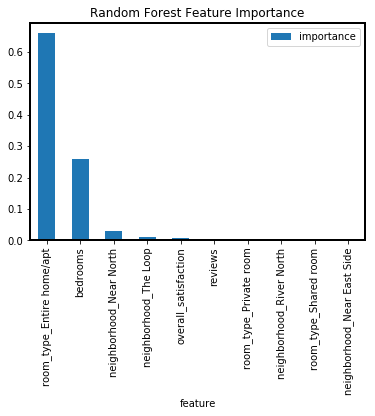 Random Forest Feature Importance
importance
0.6
0.5
0.4
0.3
0.2
0.1
0.0
room_type_Entire home/apt
bedrooms
neighborhood_Near North
neighborhood_The Loop
overall_satisfaction
reviews
room_type_Private room
neighborhood_River North
room_type_Shared room
neighborhood_Near East Side
feature